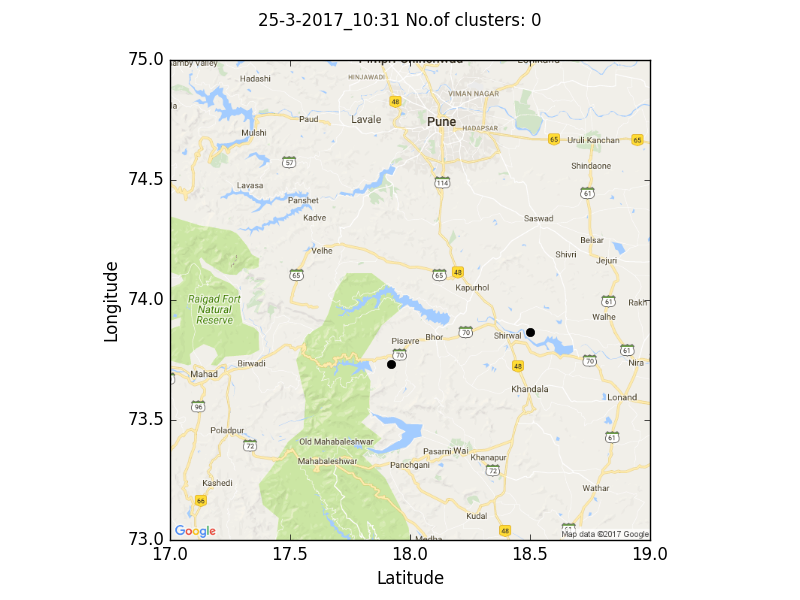 25-3-2017_10:31 No.of clusters: 0
75.0
74.5
74.0
73.5
73.0
Longitude
17.0 17.5 18.0 18.5 19.0
Latitude
Hadashi
HINJAWADI
48
VIMAN NAGAR
Paud
Lavale
Pune
HADAPSAR
Mulshi
65
Uruli Kanchan
65
57
Shindaone
114
61
Lavasa
Panshet
Kadve
Saswad
Velhe
Belsar
Shivri
Jejuri
65
65
48
Kapurhol
61
Raigad Fort
Natural
Reserve
Walhe
70
Bhor
Shirwal
Pisavre
70
61
Birwadi
75
Nira
Mahad
48
Khandala
Lonand
96
Poladpur
61
Old Mahabaleshwar
72
Pasarni Wai
Khanapur
Mahabaleshwar
Panchgani
72
Kashedi
Wathar
66
Kudal
Google
48
Map data ©2017 Google